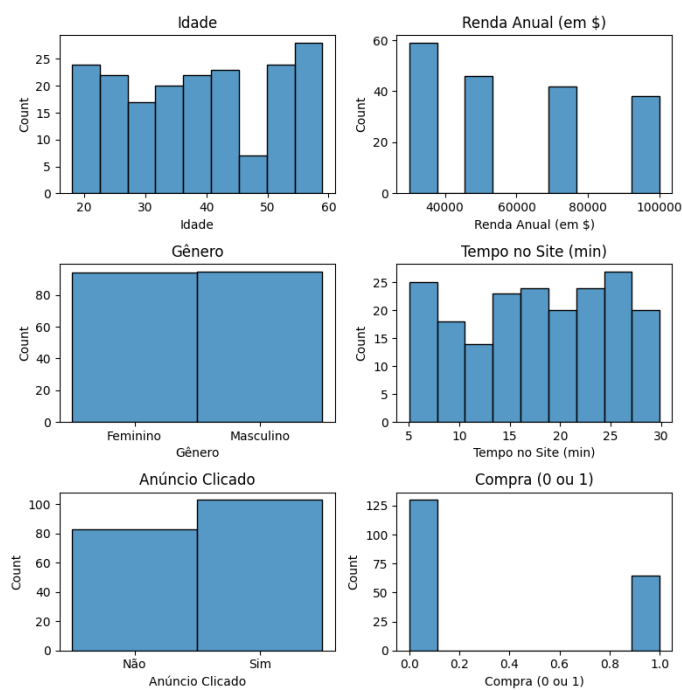 Idade
Count
25
20
15
10
5
0
20 30 40 50 60
Idade
Renda Anual (em $)
Count
60
40
20
0
40000 60000 80000 100000
Renda Anual (em $)
Gênero
Count
80
60
40
20
0
Feminino Masculino
Gênero
Tempo no Site (min)
Count
25
20
15
10
5
0
5 10 15 20 25 30
Tempo no Site (min)
Anúncio Clicado
Count
100
80
60
40
20
0
Não Sim
Anúncio Clicado
Compra (0 ou 1)
Count
125
100
75
50
25
0
0.0 0.2 0.4 0.6 0.8 1.0
Compra (0 ou 1)